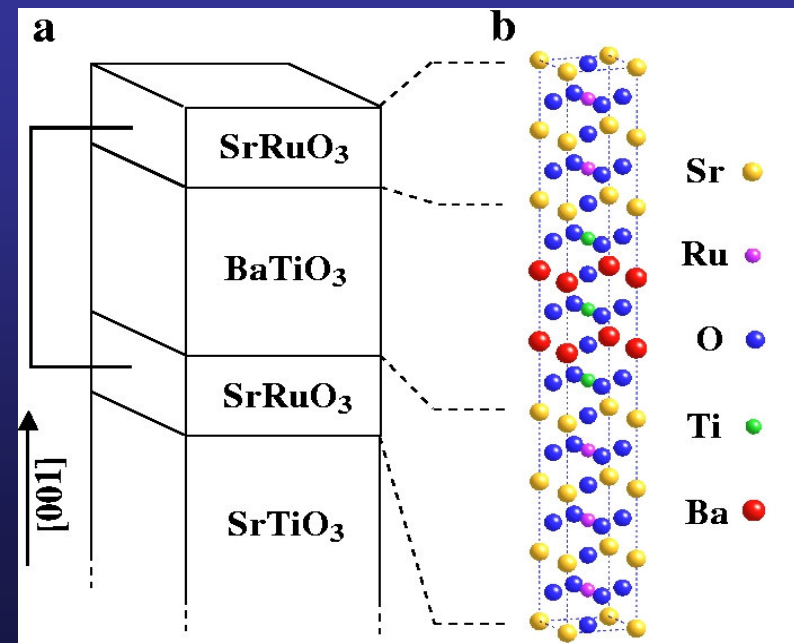 a
b
SrRuO₃
BaTiO₃
SrRuO₃
SrTiO₃
[001]
Sr
Ru
O
Ti
Ba